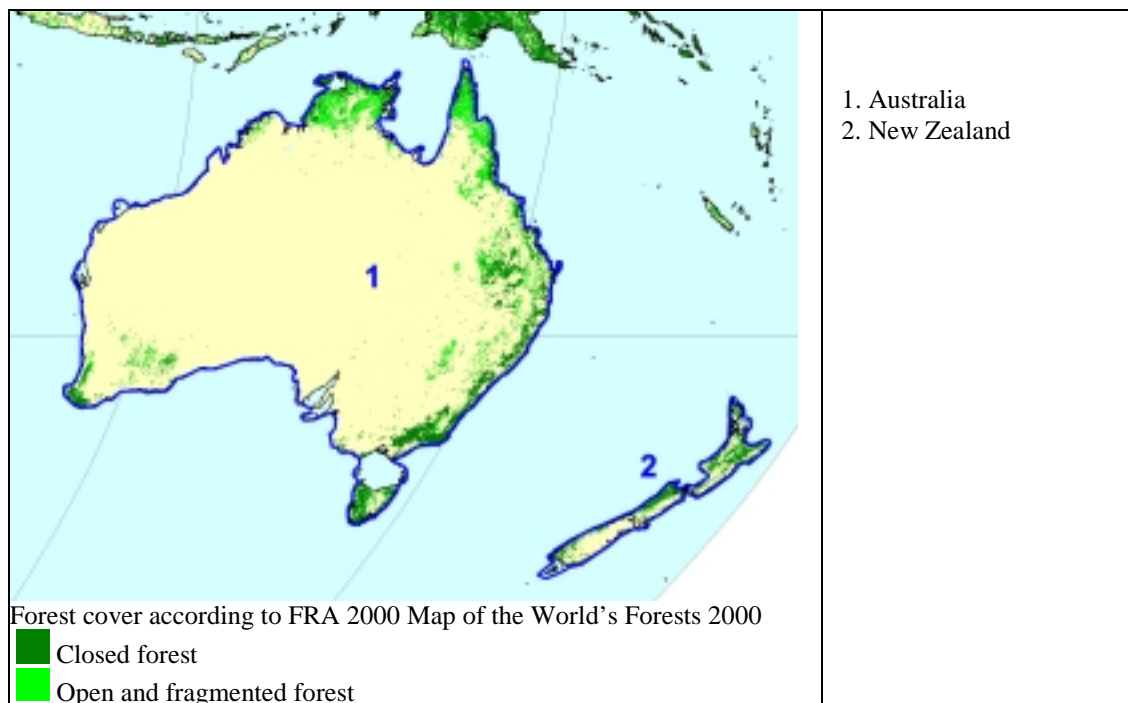 1
2
Forest cover according to FRA 2000 Map of the World’s Forests 2000
Closed forest
Open and fragmented forest
1. Australia
2. New Zealand